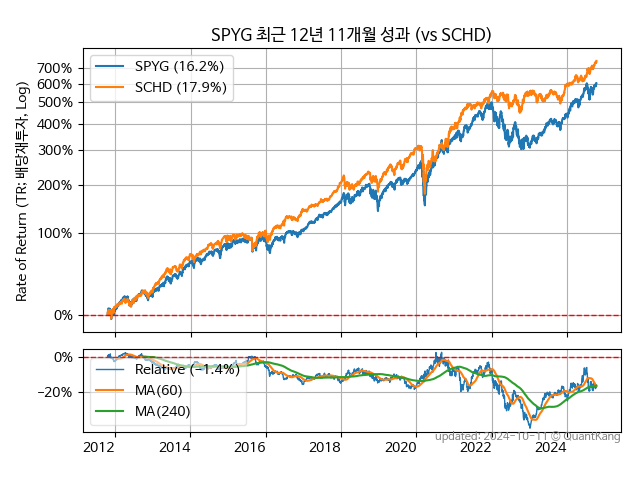 SPYG 최근 12년 11개월 성과 (vs SCHD)
Rate of Return (TR: 배당재투자, Log)
700%
600%
500%
400%
300%
200%
100%
0%
SPYG (16.2%)
SCHD (17.9%)
0%
−20%
Relative (−1.4%)
MA(60)
MA(240)
2012 2014 2016 2018 2020 2022 2024
updated: 2024-10-11 © QuantKang